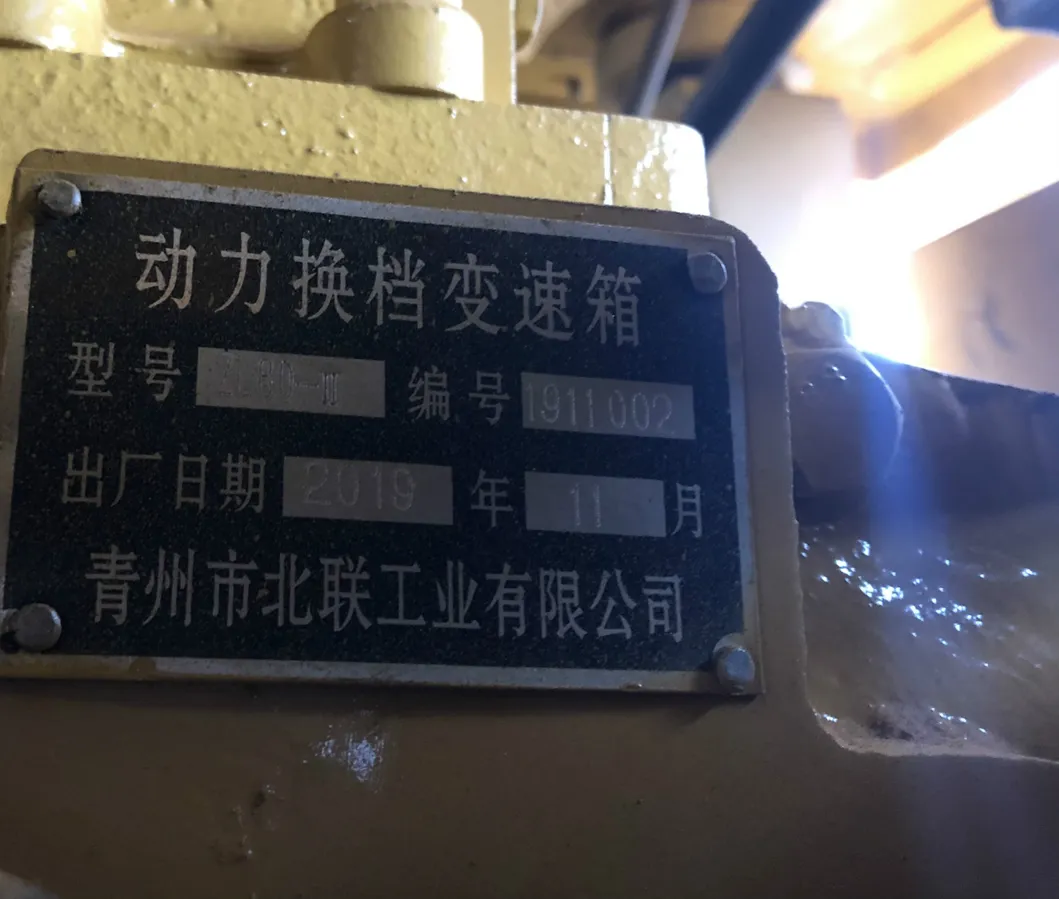 动力换档变速箱
型号 编号 1911002
出厂日期 2019 年 11 月
青州市北联工业有限公司